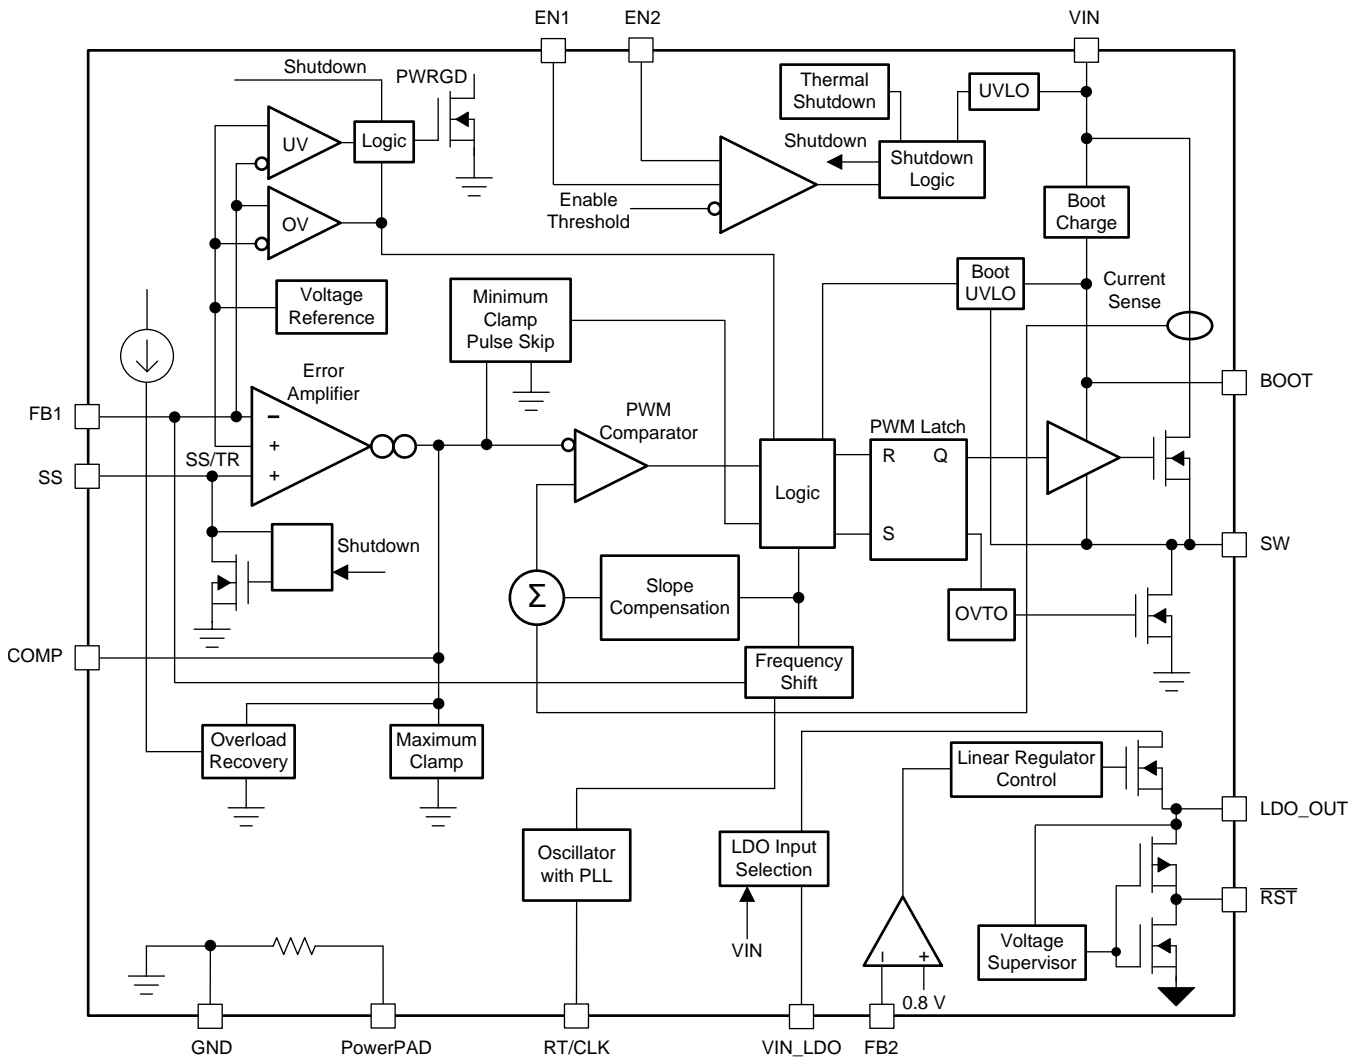 EN1
EN2
VIN
Shutdown
PWRGD
Thermal
Shutdown
UVLO
UV
Logic
Shutdown
Shutdown
Logic
Enable
Threshold
Boot
Charge
OV
Boot
UVLO
Current
Sense
Voltage
Reference
Minimum
Clamp
Pulse Skip
Error
Amplifier
BOOT
FB1
PWM
Comparator
PWM Latch
−
+
+
SS/TR
SS
R
Q
Logic
S
SW
Shutdown
Σ
Slope
Compensation
OVTO
COMP
Frequency
Shift
Overload
Recovery
Maximum
Clamp
Linear Regulator
Control
LDO_OUT
Oscillator
with PLL
LDO Input
Selection
RST
VIN
Voltage
Supervisor
−
+
0.8 V
GND
PowerPAD
RT/CLK
VIN_LDO
FB2